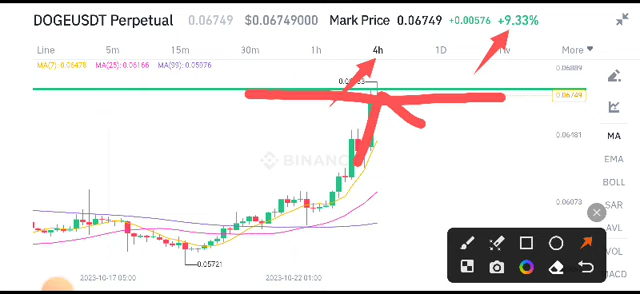 DOGEUSDT Perpetual 0.06749 $0.06749000 Mark Price 0.06749 +0.00576 +9.33%
Line 5m 15m 30m 1h 4h 1D More
MA(7): 0.06478 MA(25): 0.06166 MA(99): 0.05976
0.06889
0.06749
0.06481
MA
BINANC
EMA
BOLL
0.06073
SAR
AVL
VOL
0.05721
MACD
2023-10-17 05:00 2023-10-22 01:00
MA